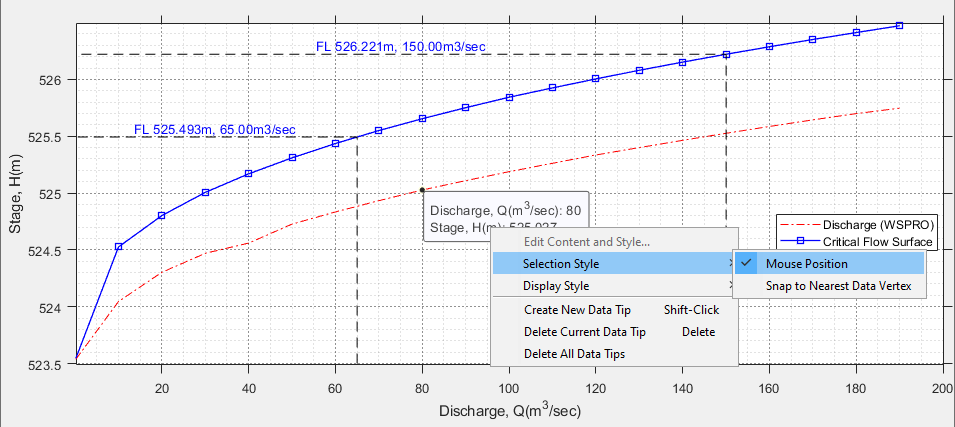 FL 526.221m, 150.00m3/sec
FL 525.493m, 65.00m3/sec
Stage, H(m)
526
525.5
525
524.5
524
523.5
Discharge, Q(m³/sec): 80
Stage, H(m): 525.027
Discharge (WSPRO)
Critical Flow Surface
Edit Content and Style...
Selection Style
Display Style
Create New Data Tip Shift-Click
Delete Current Data Tip Delete
Delete All Data Tips
Mouse Position
Snap to Nearest Data Vertex
20 40 60 80 100 120 140 160 180 200
Discharge, Q(m³/sec)